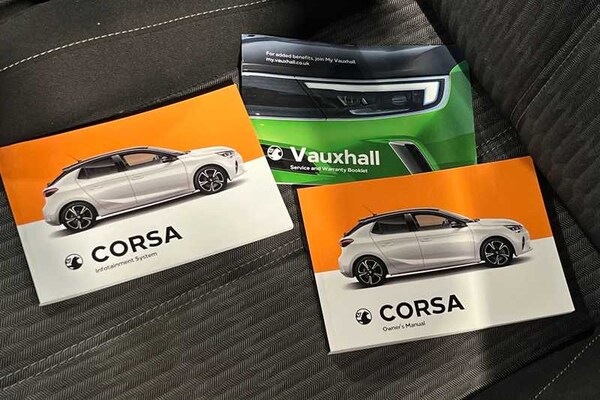 For added benefits, join My Vauxhall
my.vauxhall.co.uk
Vauxhall
Service and Warranty Booklet
CORSA
Infotainment System
CORSA
Owner's Manual